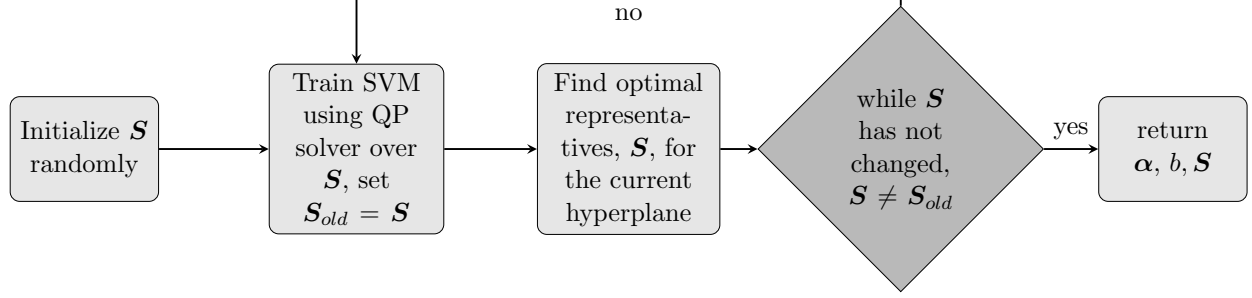 no
Initialize S
randomly
Train SVM
using QP
solver over
S, set
S_old = S
Find optimal
representa-
tives, S, for
the current
hyperplane
while S
has not
changed,
S ≠ S_old
yes
return
α, b, S